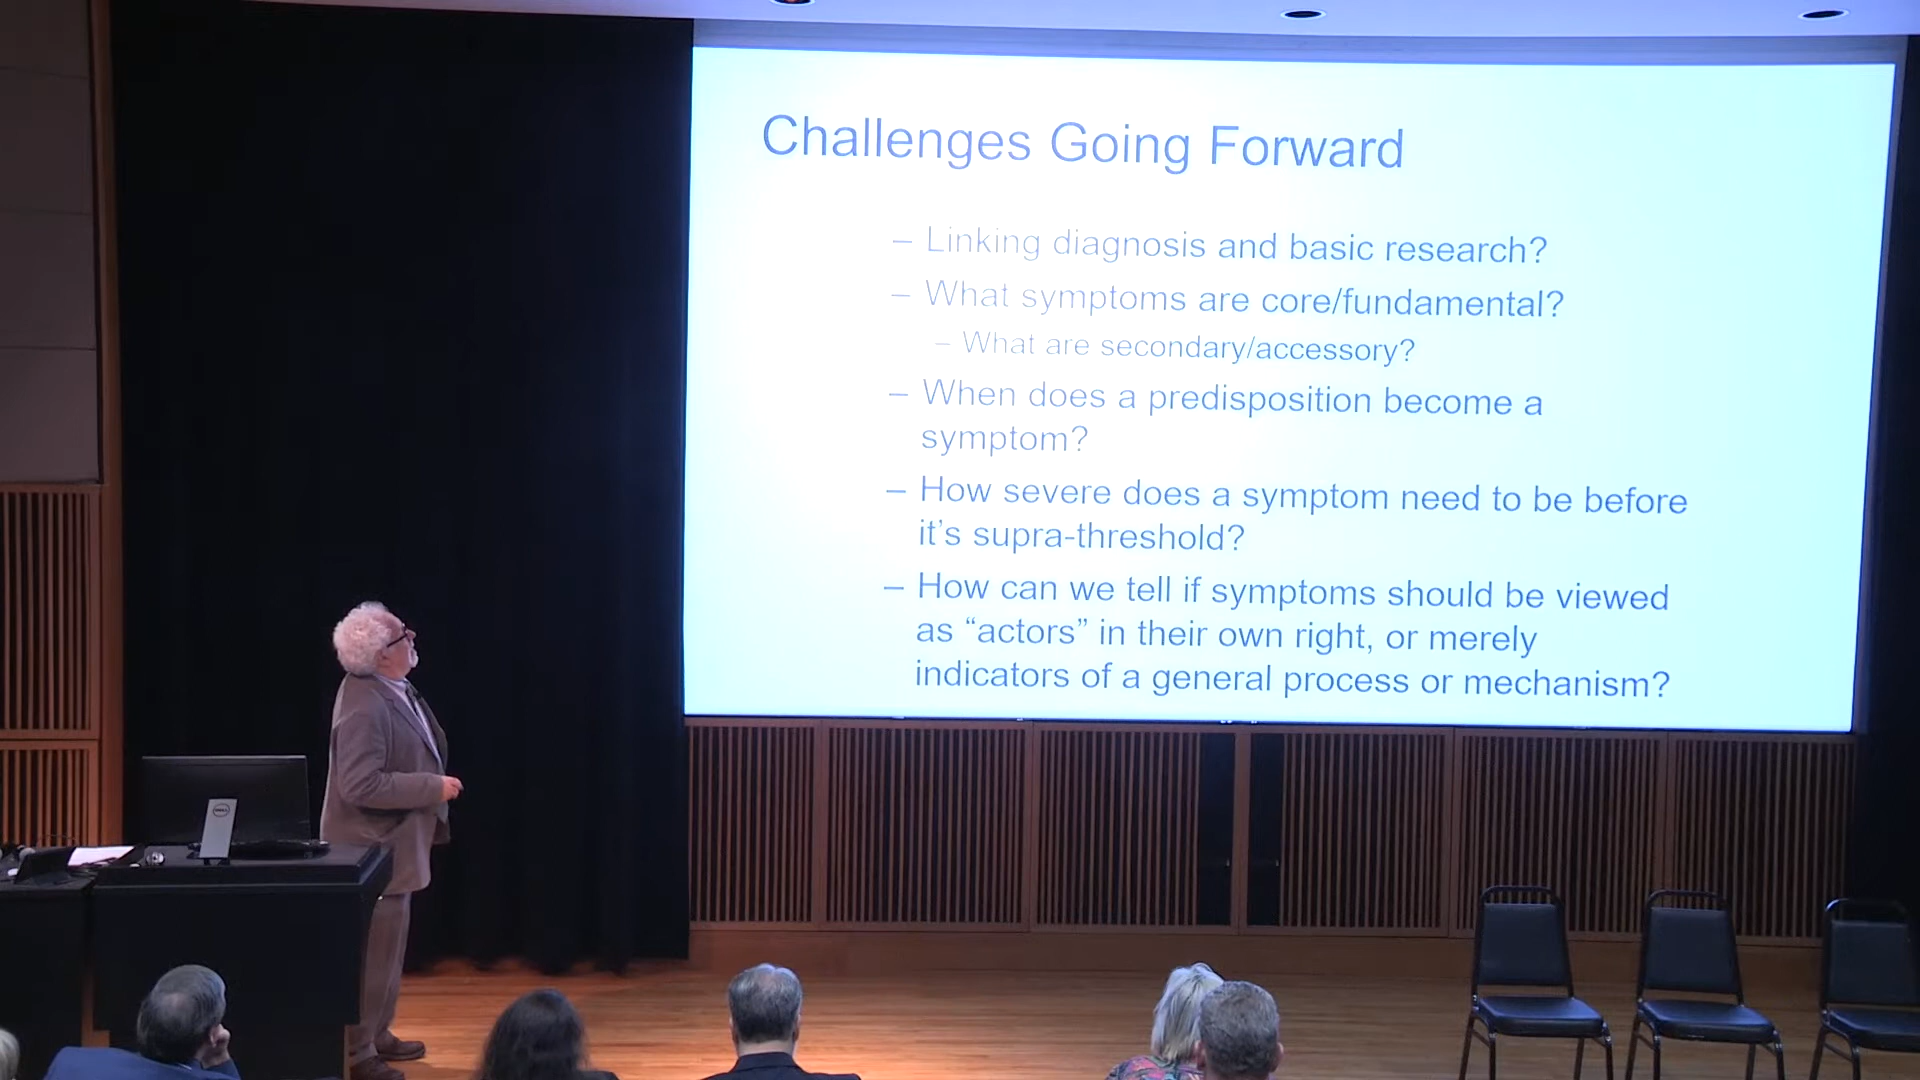 Challenges Going Forward
– Linking diagnosis and basic research?
– What symptoms are core/fundamental?
– What are secondary/accessory?
– When does a predisposition become a
symptom?
– How severe does a symptom need to be before
it’s supra-threshold?
– How can we tell if symptoms should be viewed
as “actors” in their own right, or merely
indicators of a general process or mechanism?
DELL